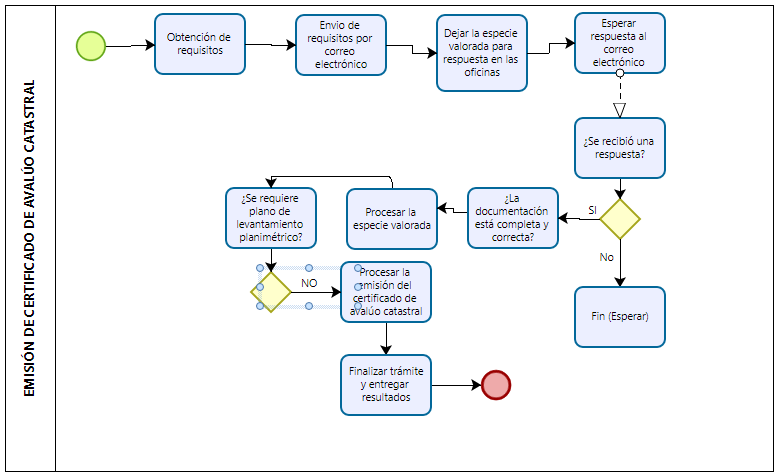 EMISIÓN DE CERTIFICADO DE AVALÚO CATASTRAL
Obtención de
requisitos
Envio de
requisitos por
correo
electrónico
Dejar la especie
valorada para
respuesta en las
oficinas
Esperar
respuesta al
correo
electrónico
¿Se recibió una
respuesta?
SI
No
Fin (Esperar)
¿La
documentación
está completa y
correcta?
Procesar la
especie valorada
¿Se requiere
plano de
levantamiento
planimétrico?
NO
Procesar la
emisión del
certificado de
avalúo catastral
Finalizar trámite
y entregar
resultados